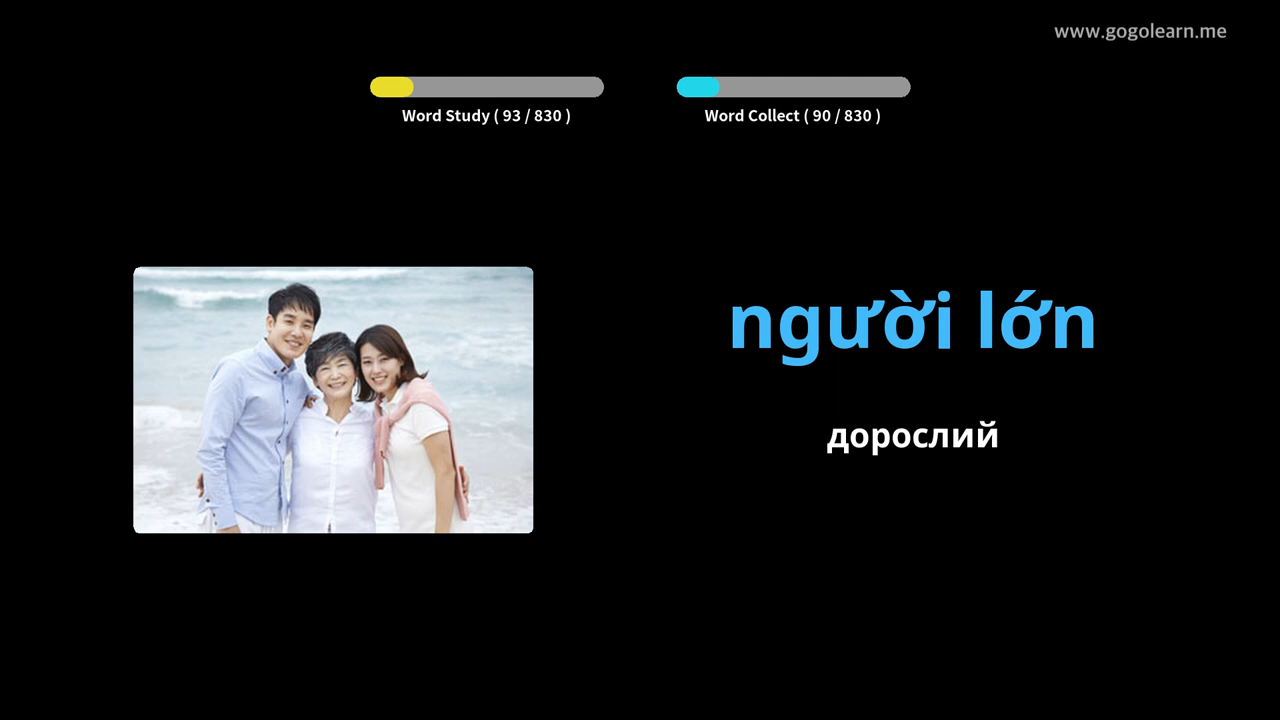 www.gogolearn.me
Word Study ( 93 / 830 )
Word Collect ( 90 / 830 )
người lớn
дорослий